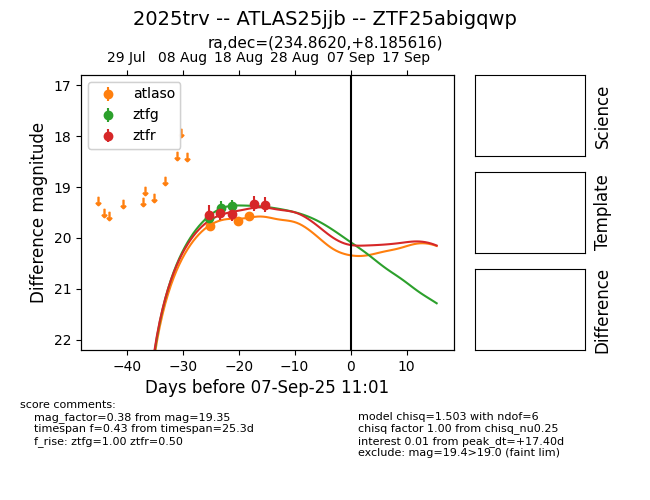 2025trv -- ATLAS25jjb -- ZTF25abigqwp
ra,dec=(234.8620,+8.185616)
29 Jul 08 Aug 18 Aug 28 Aug 07 Sep 17 Sep
atlaso
ztfg
ztfr
17
18
19
20
21
22
Difference magnitude
−40 −30 −20 −10 0 10
Days before 07-Sep-25 11:01
Science
Template
Difference
score comments:
mag_factor=0.38 from mag=19.35
timespan f=0.43 from timespan=25.3d
f_rise: ztfg=1.00 ztfr=0.50
model chisq=1.503 with ndof=6
chisq factor 1.00 from chisq_nu0.25
interest 0.01 from peak_dt=+17.40d
exclude: mag=19.4>19.0 (faint lim)